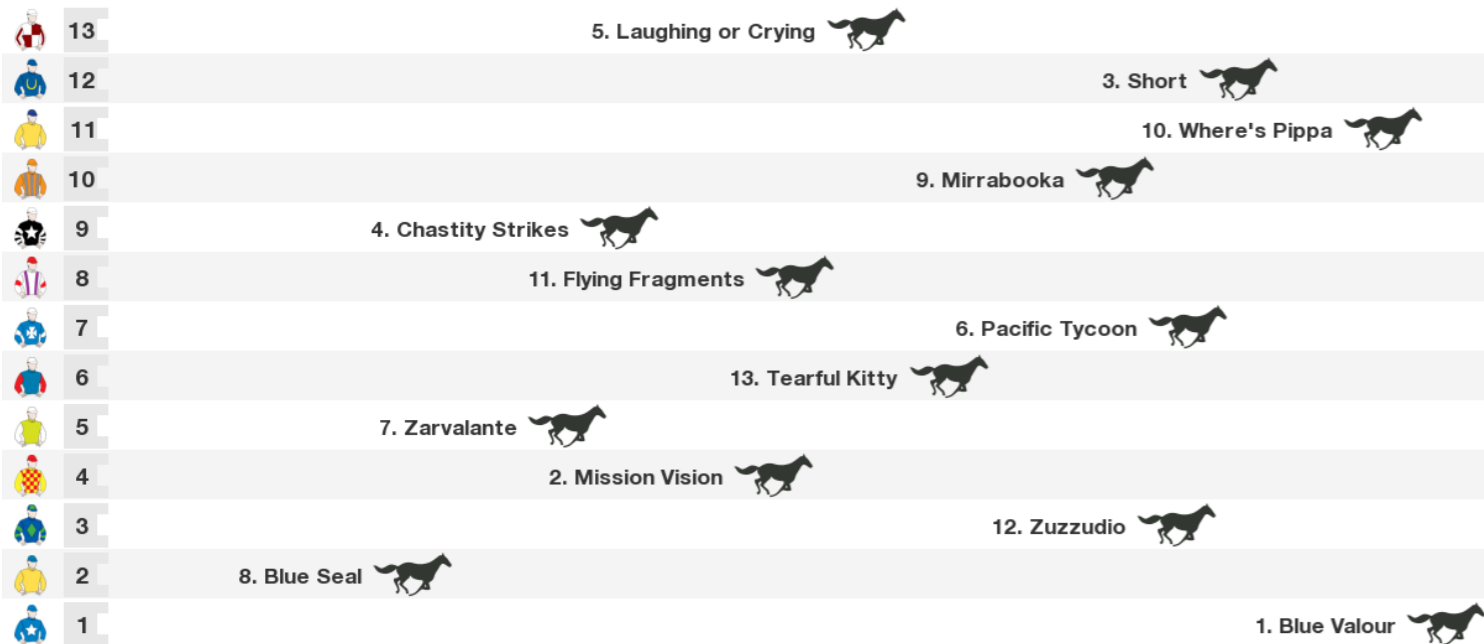 13 5. Laughing or Crying
12 3. Short
11 10. Where's Pippa
10 9. Mirrabooka
9 4. Chastity Strikes
8 11. Flying Fragments
7 6. Pacific Tycoon
6 13. Tearful Kitty
5 7. Zarvalante
4 2. Mission Vision
3 12. Zuzzudio
2 8. Blue Seal
1 1. Blue Valour